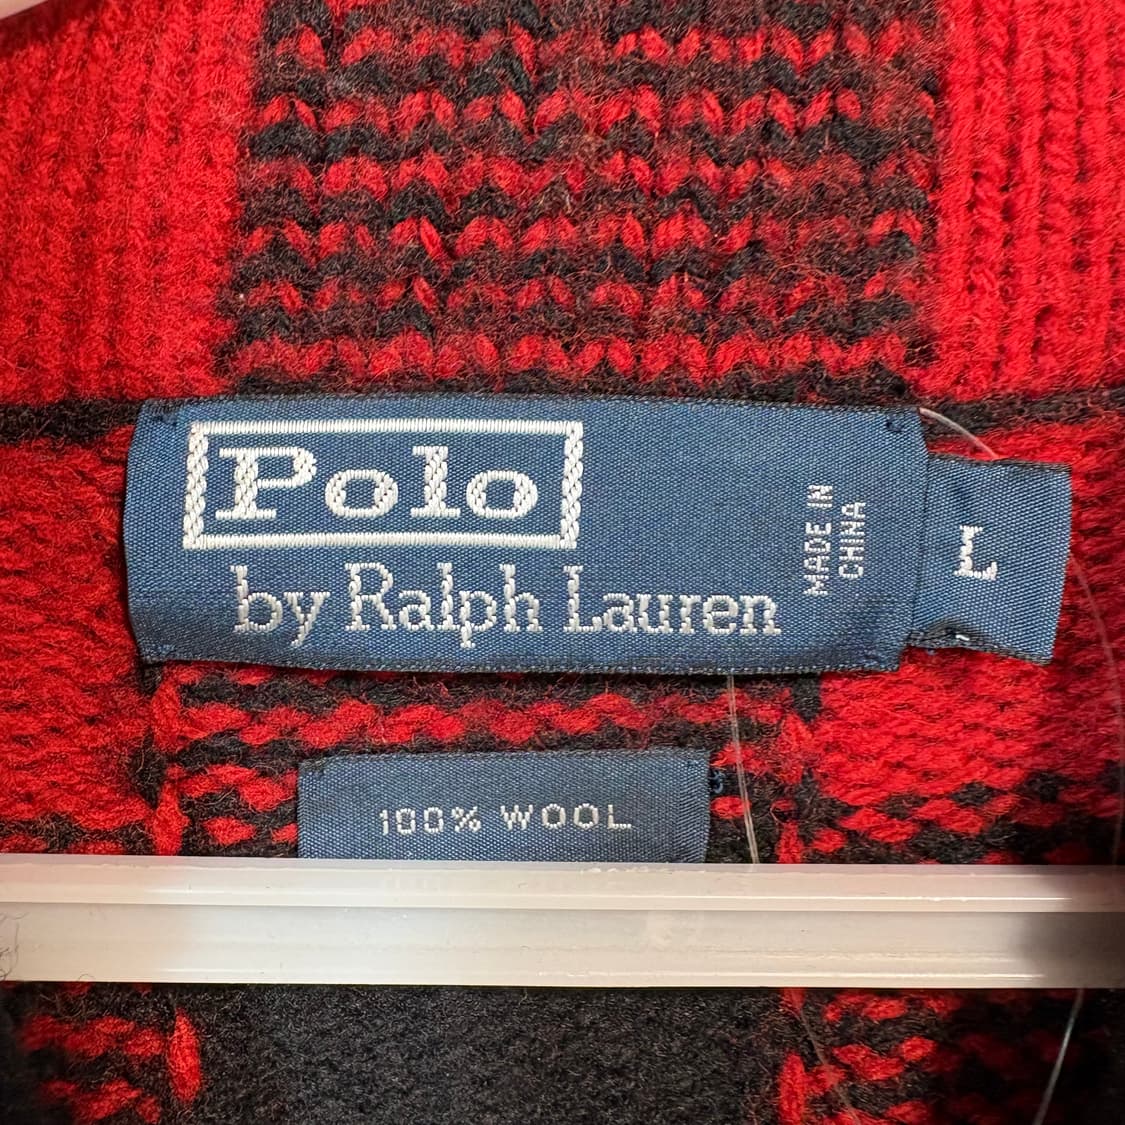 Polo
by Ralph Lauren
MADE IN
CHINA
L
100% WOOL